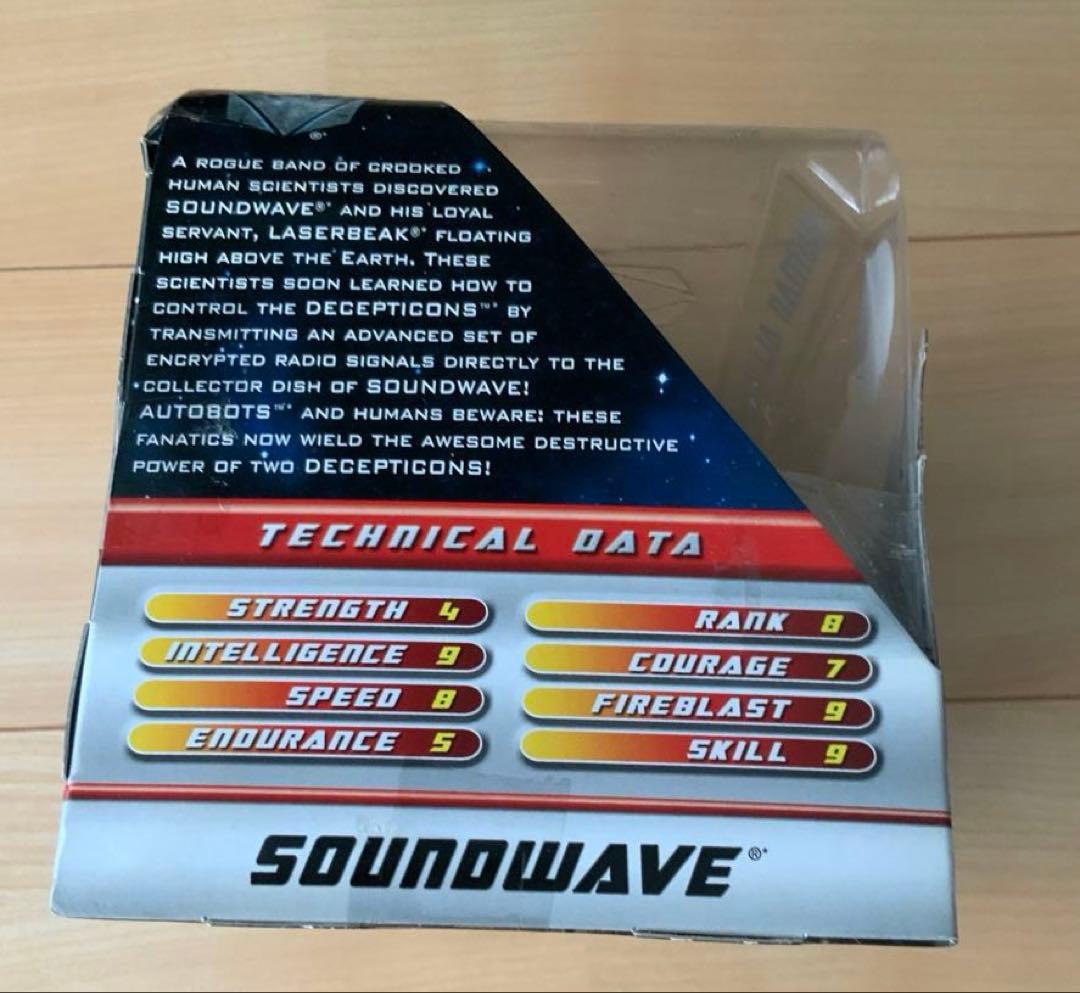 ®*
A ROGUE BAND OF CROOKED
HUMAN SCIENTISTS DISCOVERED
SOUNDWAVE®* AND HIS LOYAL
SERVANT, LASERBEAK®* FLOATING
HIGH ABOVE THE EARTH. THESE
SCIENTISTS SOON LEARNED HOW TO
CONTROL THE DECEPTICONS™* BY
TRANSMITTING AN ADVANCED SET OF
ENCRYPTED RADIO SIGNALS DIRECTLY TO THE
COLLECTOR DISH OF SOUNDWAVE!
AUTOBOTS™* AND HUMANS BEWARE: THESE
FANATICS NOW WIELD THE AWESOME DESTRUCTIVE
POWER OF TWO DECEPTICONS!
TECHNICAL DATA
STRENGTH 4
INTELLIGENCE 9
SPEED 8
ENDURANCE 5
RANK 8
COURAGE 7
FIREBLAST 9
SKILL 9
SOUNDWAVE®*